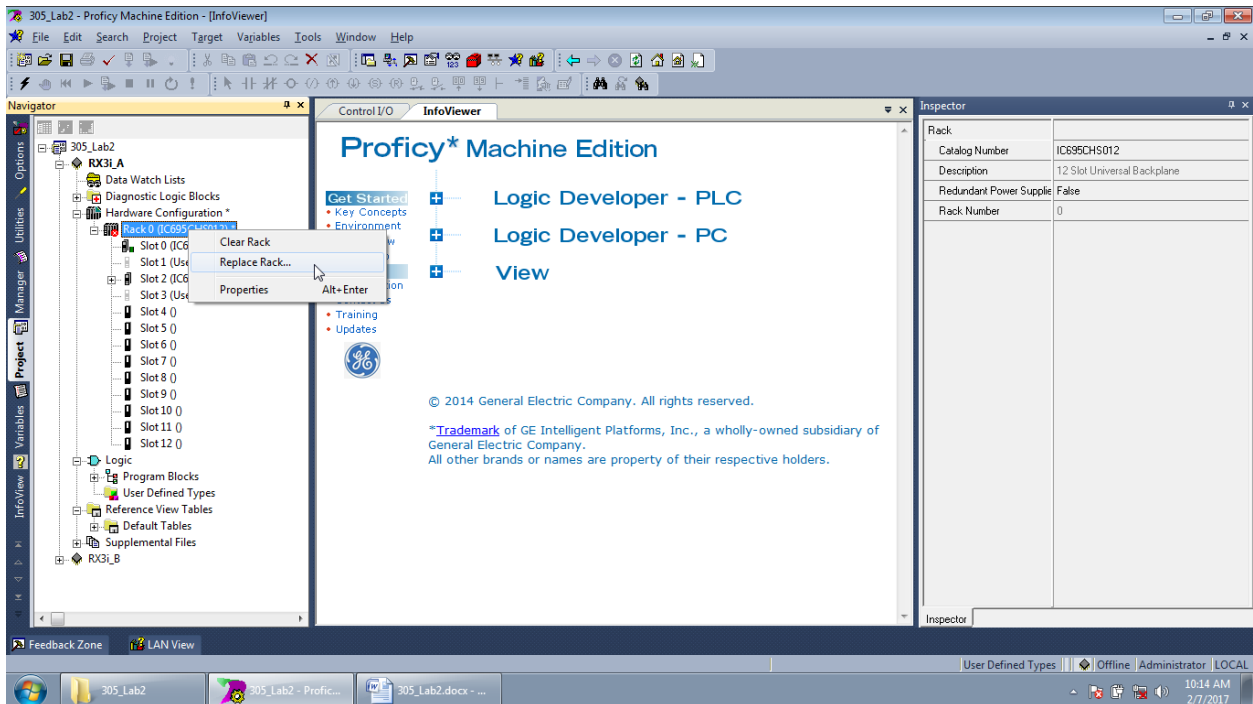 305_Lab2 - Proficy Machine Edition - [InfoViewer]
File Edit Search Project Target Variables Tools Window Help
Navigator
Control I/O InfoViewer
Inspector
Options
Utilities
Manager
Project
Variables
InfoView
305_Lab2
RX3i_A
Data Watch Lists
Diagnostic Logic Blocks
Hardware Configuration *
Rack 0 (IC695CHS012) *
Slot 0 (IC6
Slot 1 (Use
Slot 2 (IC6
Slot 3 (Use
Slot 4 ()
Slot 5 ()
Slot 6 ()
Slot 7 ()
Slot 8 ()
Slot 9 ()
Slot 10 ()
Slot 11 ()
Slot 12 ()
Logic
Program Blocks
User Defined Types
Reference View Tables
Default Tables
Supplemental Files
RX3i_B
Clear Rack
Replace Rack...
Properties Alt+Enter
Proficy* Machine Edition
Get Started
• Key Concepts
• Environment
• Training
• Updates
Logic Developer - PLC
Logic Developer - PC
View
© 2014 General Electric Company. All rights reserved.
*Trademark of GE Intelligent Platforms, Inc., a wholly-owned subsidiary of
General Electric Company.
All other brands or names are property of their respective holders.
Rack
Catalog Number IC695CHS012
Description 12 Slot Universal Backplane
Redundant Power Supplie False
Rack Number 0
Inspector
Feedback Zone LAN View
User Defined Types Offline Administrator LOCAL
305_Lab2 305_Lab2 - Profic... 305_Lab2.docx - ...
10:14 AM
2/7/2017